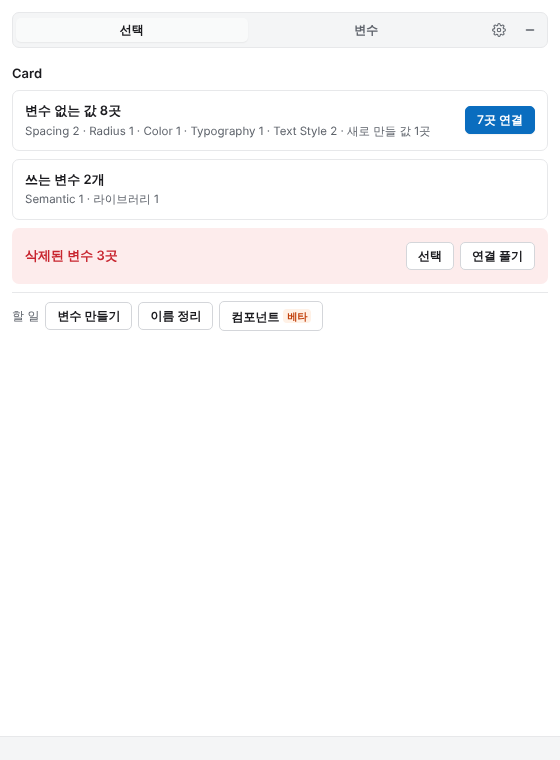 선택 변수
Card
변수 없는 값 8곳
Spacing 2 · Radius 1 · Color 1 · Typography 1 · Text Style 2 · 새로 만들 값 1곳
7곳 연결
쓰는 변수 2개
Semantic 1 · 라이브러리 1
삭제된 변수 3곳
선택 연결 풀기
할 일 변수 만들기 이름 정리 컴포넌트 베타